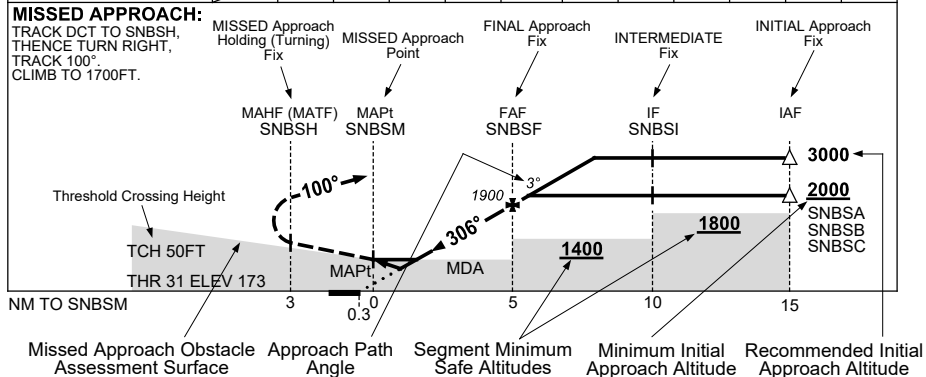 MISSED APPROACH:
TRACK DCT TO SNBSH,
THENCE TURN RIGHT,
TRACK 100°.
CLIMB TO 1700FT.
MISSED Approach
Holding (Turning)
Fix
MISSED Approach
Point
FINAL Approach
Fix
INTERMEDIATE
Fix
INITIAL Approach
Fix
MAHF (MATF)
SNBSH
MAPt
SNBSM
FAF
SNBSF
IF
SNBSI
IAF
3000
2000
SNBSA
SNBSB
SNBSC
3°
1900
100°
306°
Threshold Crossing Height
1800
1400
TCH 50FT
MAPt
MDA
THR 31 ELEV 173
NM TO SNBSM
3
0
5
10
15
0.3
Missed Approach Obstacle
Assessment Surface
Approach Path
Angle
Segment Minimum
Safe Altitudes
Minimum Initial
Approach Altitude
Recommended Initial
Approach Altitude